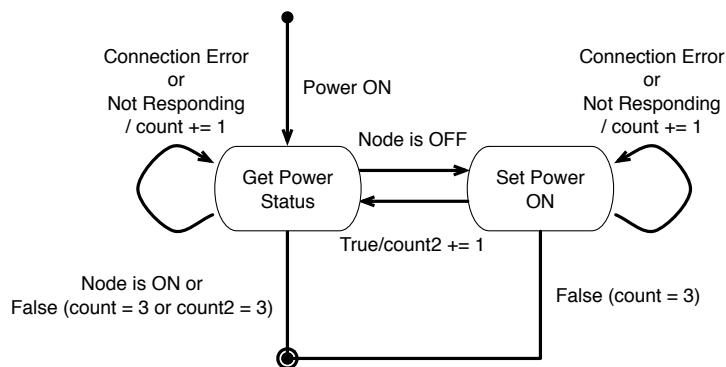 Connection Error
or
Not Responding
/ count += 1
Power ON
Connection Error
or
Not Responding
/ count += 1
Node is OFF
Get Power
Status
Set Power
ON
True/count2 += 1
Node is ON or
False (count = 3 or count2 = 3)
False (count = 3)